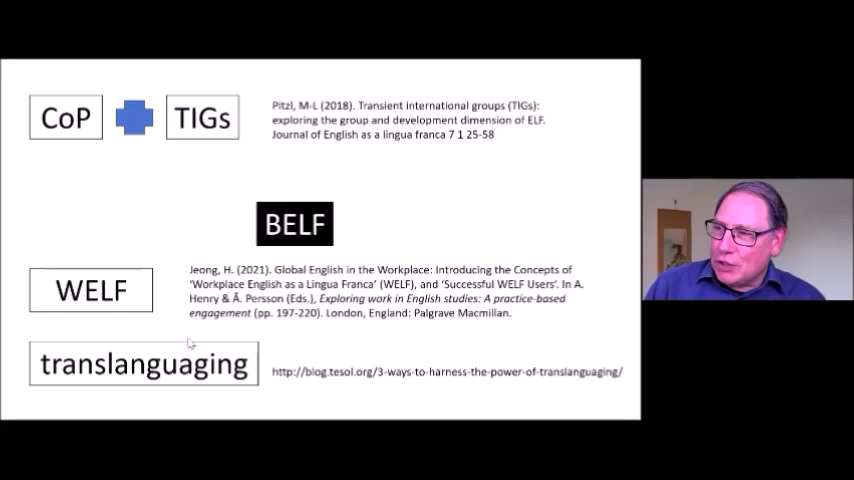 CoP
TIGs
Pitzl, M-L (2018). Transient international groups (TIGs):
exploring the group and development dimension of ELF.
Journal of English as a lingua franca 7 1 25-58
BELF
WELF
Jeong, H. (2021). Global English in the Workplace: Introducing the Concepts of
‘Workplace English as a Lingua Franca’ (WELF), and ‘Successful WELF Users’. In A.
Henry & Å. Persson (Eds.), Exploring work in English studies: A practice-based
engagement (pp. 197-220). London, England: Palgrave Macmillan.
translanguaging
http://blog.tesol.org/3-ways-to-harness-the-power-of-translanguaging/